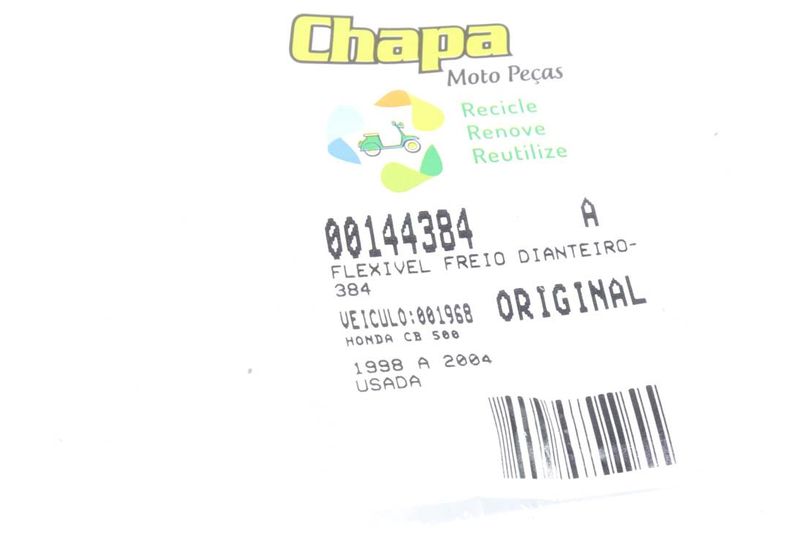 Chapa
Moto Peças
Recicle
Renove
Reutilize
00144384 A
FLEXIVEL FREIO DIANTEIRO-
384
VEICULO:001968 ORIGINAL
HONDA CB 500
1998 A 2004
USADA